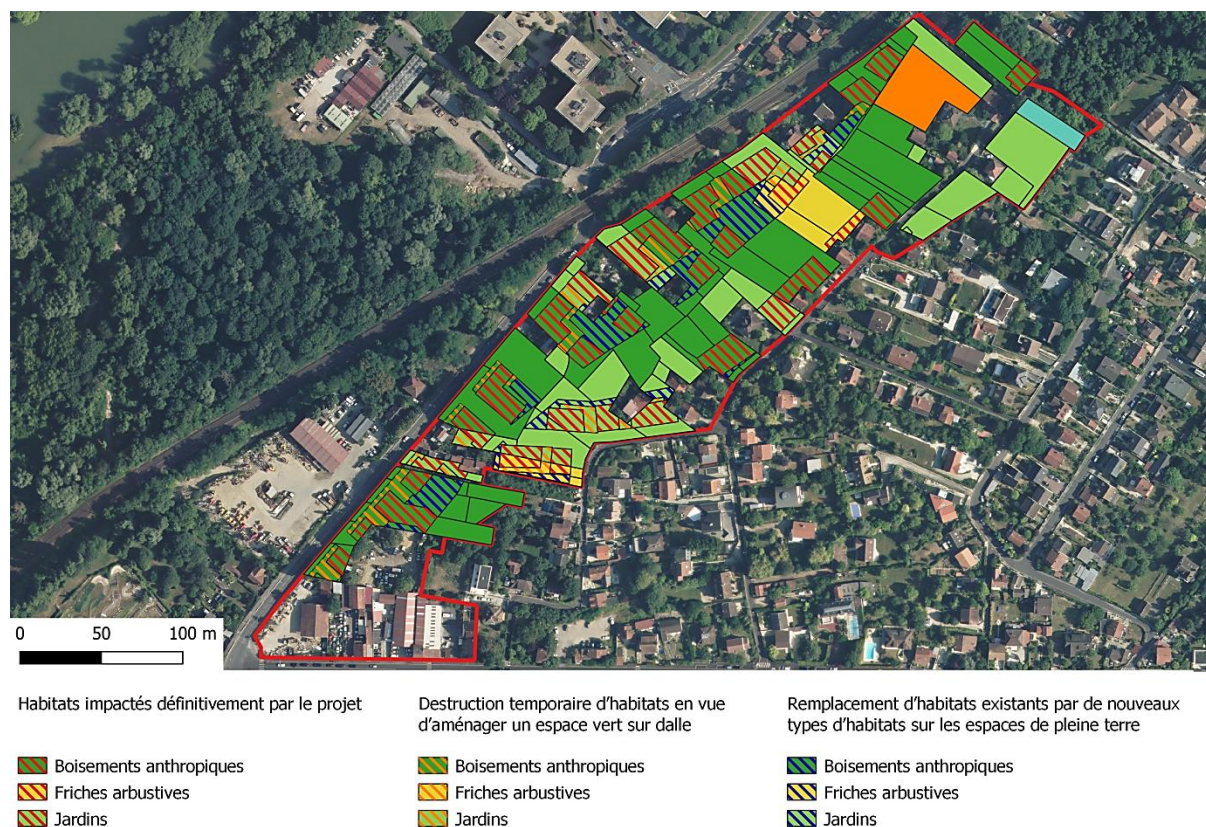 0 50 100 m
Habitats impactés définitivement par le projet
Boisements anthropiques
Friches arbustives
Jardins
Destruction temporaire d'habitats en vue
d'aménager un espace vert sur dalle
Boisements anthropiques
Friches arbustives
Jardins
Remplacement d'habitats existants par de nouveaux
types d'habitats sur les espaces de pleine terre
Boisements anthropiques
Friches arbustives
Jardins